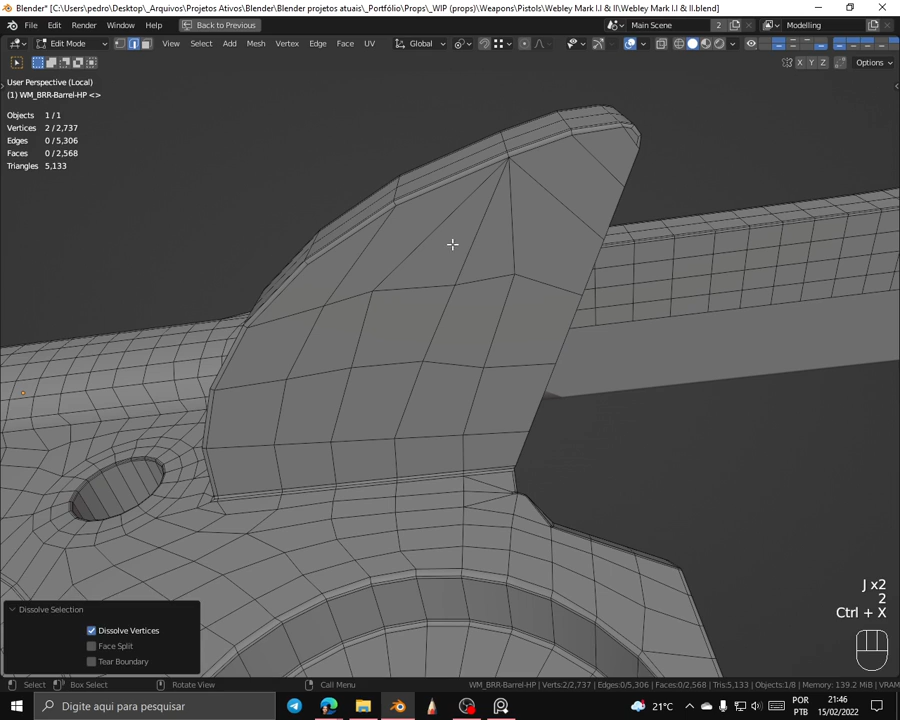 Blender* [C:\Users\pedro\Desktop\_Arquivos\Projetos Ativos\Blender\Blender projetos atuais\_Portfólio\Props\_WIP (props)\Weapons\Pistols\Webley Mark I.I & II\Webley Mark I.I & II.blend]
File Edit Render Window Help Back to Previous Main Scene 2 Modelling
Edit Mode View Select Add Mesh Vertex Edge Face UV Global
X Y Z Options
User Perspective (Local)
(1) WM_BRR-Barrel-HP <>
Objects 1/1
Vertices 2/2,737
Edges 0/5,306
Faces 0/2,568
Triangles 5,133
J x2
2
Ctrl + X
Dissolve Selection
Dissolve Vertices
Face Split
Tear Boundary
Select Box Select Rotate View Call Menu WM_BRR-Barrel-HP | Verts:2/2,737 | Edges:0/5,306 | Faces:0/2,568 | Tris:5,133 | Objects:1/8 | Memory: 139.2 MiB | VRAM
Digite aqui para pesquisar 21°C POR 21:46
PTB 15/02/2022